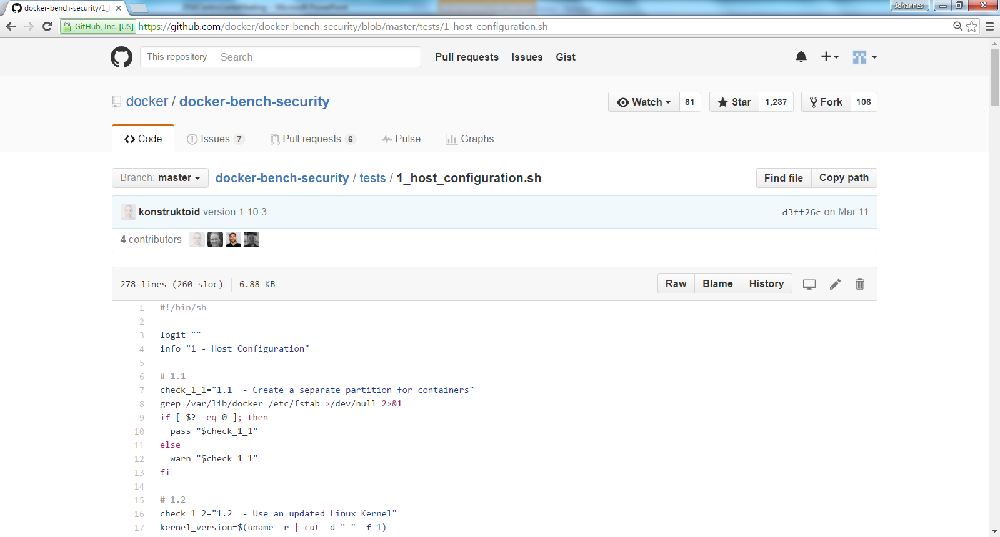 docker-bench-security/1_
Johannes
GitHub, Inc. [US] https://github.com/docker/docker-bench-security/blob/master/tests/1_host_configuration.sh
This repository Search Pull requests Issues Gist
docker / docker-bench-security Watch 81 Star 1,237 Fork 106
Code Issues 7 Pull requests 6 Pulse Graphs
Branch: master docker-bench-security / tests / 1_host_configuration.sh Find file Copy path
konstruktoid version 1.10.3 d3ff26c on Mar 11
4 contributors
278 lines (260 sloc) 6.88 KB Raw Blame History
1 #!/bin/sh
2
3 logit ""
4 info "1 - Host Configuration"
5
6 # 1.1
7 check_1_1="1.1  - Create a separate partition for containers"
8 grep /var/lib/docker /etc/fstab >/dev/null 2>&1
9 if [ $? -eq 0 ]; then
10   pass "$check_1_1"
11 else
12   warn "$check_1_1"
13 fi
14
15 # 1.2
16 check_1_2="1.2  - Use an updated Linux Kernel"
17 kernel_version=$(uname -r | cut -d "-" -f 1)